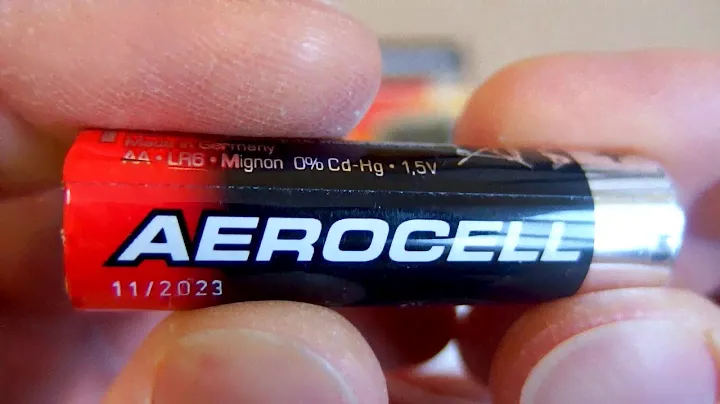 Made in Germany
AA • LR6 • Mignon 0% Cd-Hg • 1,5V
AEROCELL
11/2023